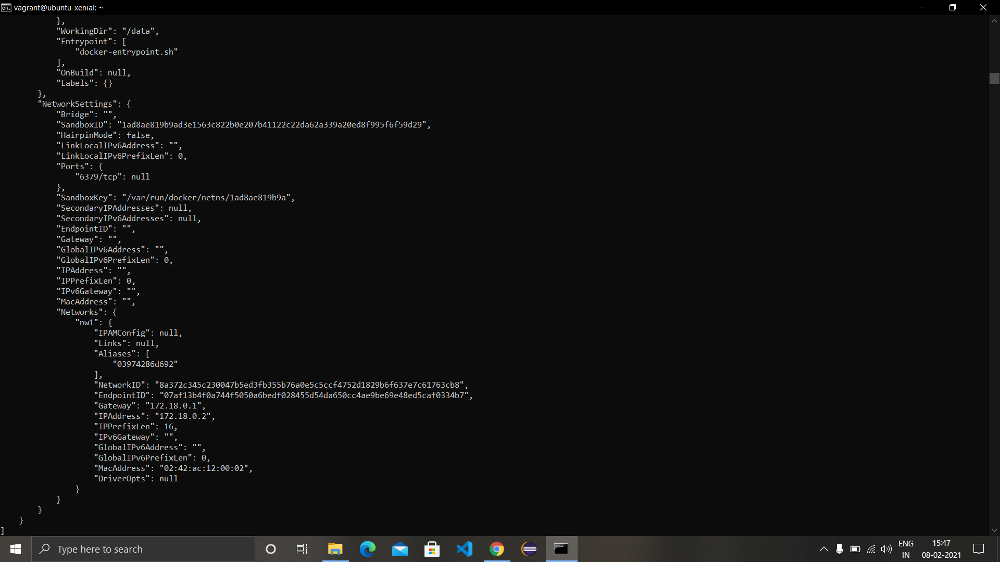 vagrant@ubuntu-xenial: ~
        },
        "WorkingDir": "/data",
        "Entrypoint": [
            "docker-entrypoint.sh"
        ],
        "OnBuild": null,
        "Labels": {}
    },
    "NetworkSettings": {
        "Bridge": "",
        "SandboxID": "1ad8ae819b9ad3e1563c822b0e207b41122c22da62a339a20ed8f995f6f59d29",
        "HairpinMode": false,
        "LinkLocalIPv6Address": "",
        "LinkLocalIPv6PrefixLen": 0,
        "Ports": {
            "6379/tcp": null
        },
        "SandboxKey": "/var/run/docker/netns/1ad8ae819b9a",
        "SecondaryIPAddresses": null,
        "SecondaryIPv6Addresses": null,
        "EndpointID": "",
        "Gateway": "",
        "GlobalIPv6Address": "",
        "GlobalIPv6PrefixLen": 0,
        "IPAddress": "",
        "IPPrefixLen": 0,
        "IPv6Gateway": "",
        "MacAddress": "",
        "Networks": {
            "nw1": {
                "IPAMConfig": null,
                "Links": null,
                "Aliases": [
                    "03974286d692"
                ],
                "NetworkID": "8a372c345c230047b5ed3fb355b76a0e5c5ccf4752d1829b6f637e7c61763cb8",
                "EndpointID": "07af13b4f0a744f5050a6bedf028455d54da650cc4ae9be69e48ed5caf0334b7",
                "Gateway": "172.18.0.1",
                "IPAddress": "172.18.0.2",
                "IPPrefixLen": 16,
                "IPv6Gateway": "",
                "GlobalIPv6Address": "",
                "GlobalIPv6PrefixLen": 0,
                "MacAddress": "02:42:ac:12:00:02",
                "DriverOpts": null
            }
        }
    }
}
]
Type here to search
ENG
IN
15:47
08-02-2021